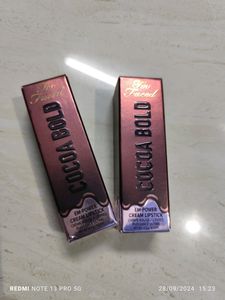 Too
Faced
COCOA BOLD
EM-POWER
CREAM LIPSTICK
Too
Faced
COCOA BOLD
EM-POWER
CREAM LIPSTICK
REDMI NOTE 13 PRO 5G
28/09/2024 15:23